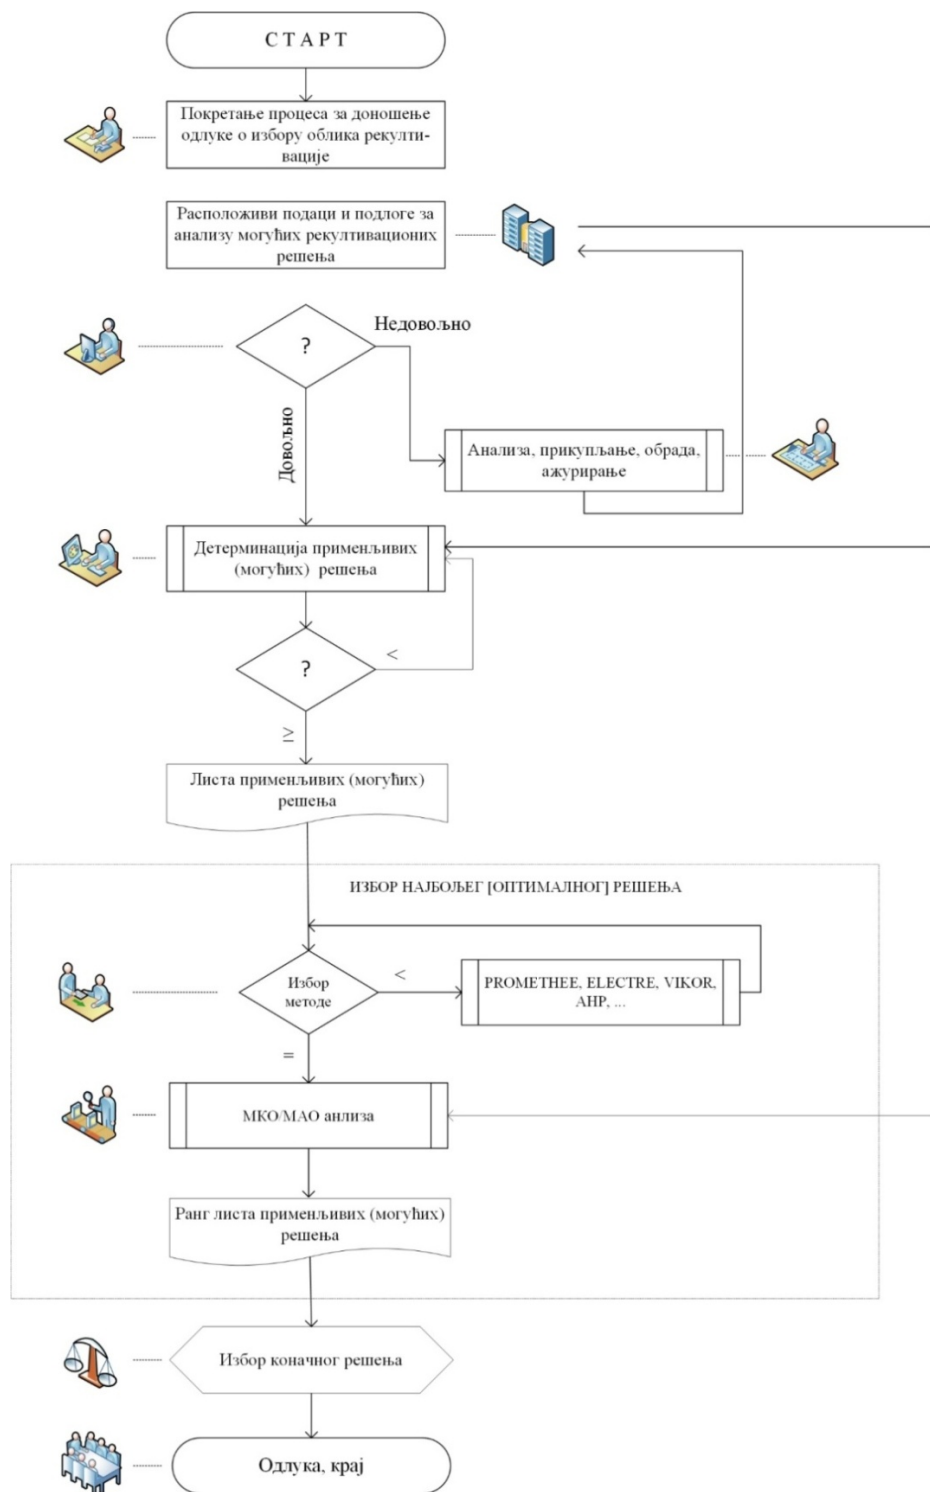 С Т А Р Т
Покретање процеса за доношење
одлуке о избору облика рекулти-
вације
Расположиви подаци и подлоге за
анализу могућих рекултивационих
решења
?
Недовољно
Довољно
Анализа, прикупљање, обрада,
ажурирање
Детерминација применљивих
(могућих) решења
?
<
≥
Листа применљивих (могућих)
решења
ИЗБОР НАЈБОЉЕГ [ОПТИМАЛНОГ] РЕШЕЊА
Избор
методе
<
PROMETHEE, ELECTRE, VIKOR,
AHP, ...
=
МКО/МАО анлиза
Ранг листа применљивих (могућих)
решења
Избор коначног решења
Одлука, крај